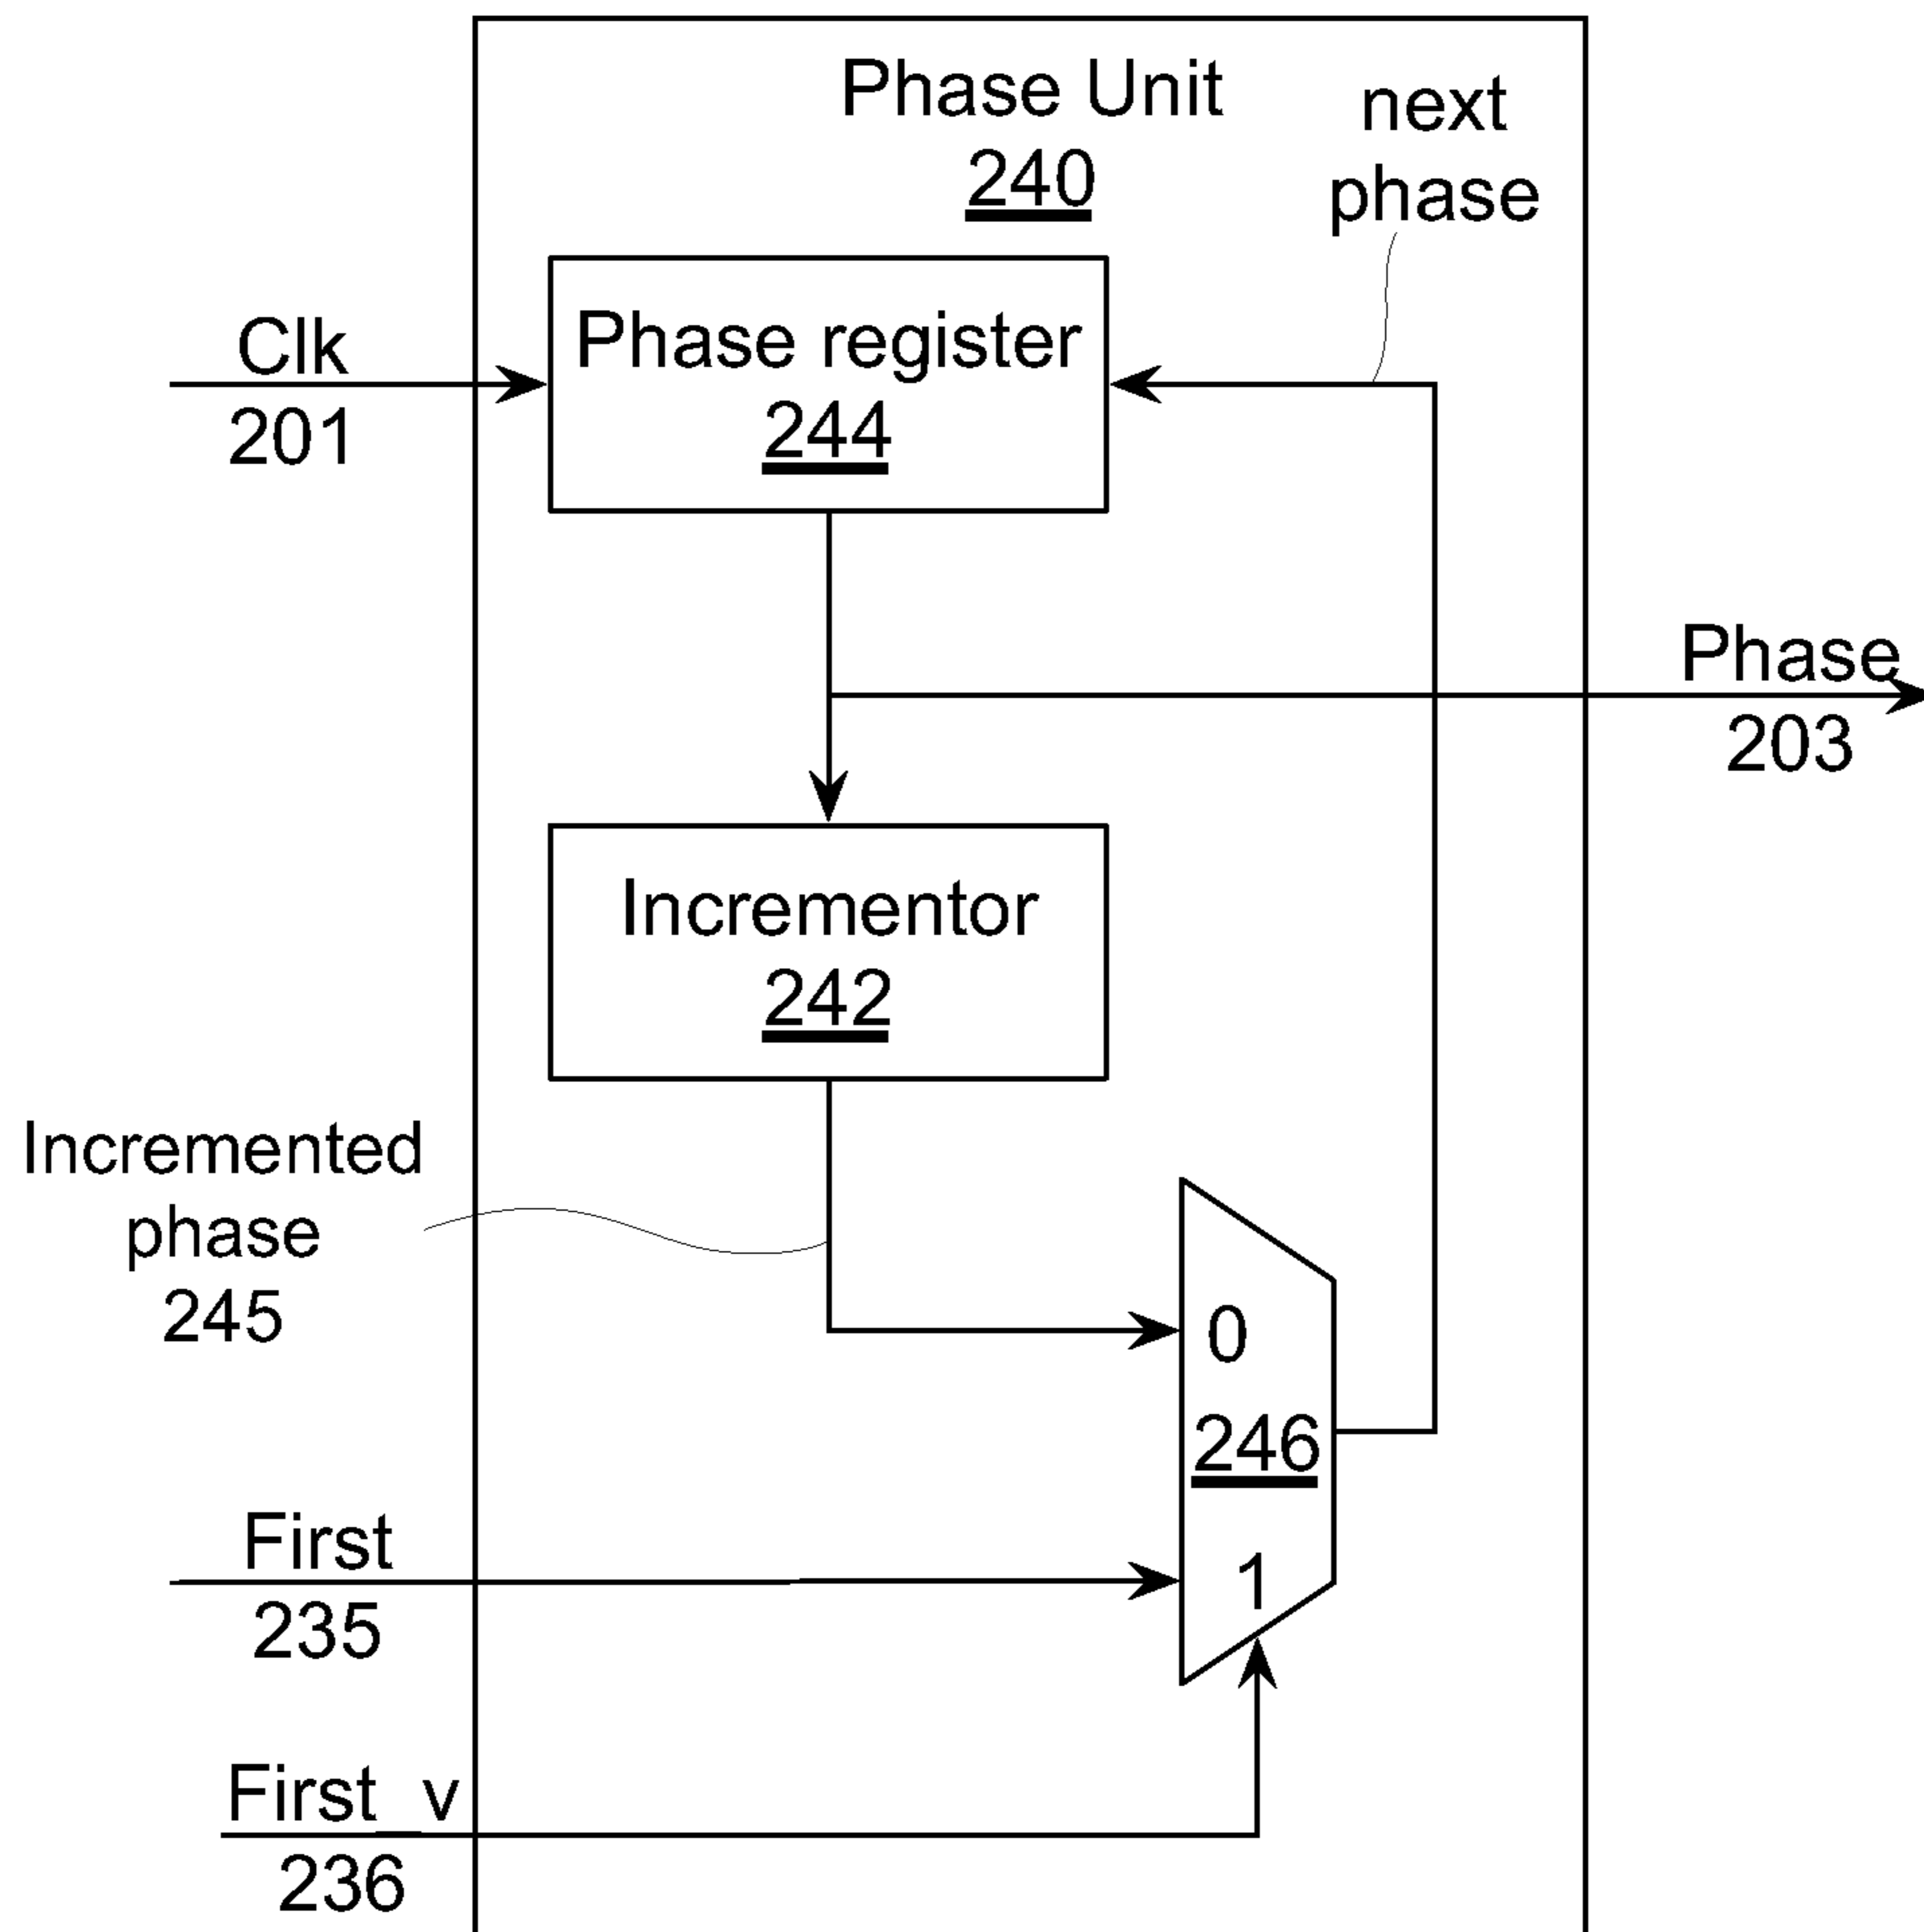 Phase Unit
240
next
phase
Clk
201
Phase register
244
Phase
203
Incrementor
242
Incremented
phase
245
0
246
1
First
235
First_v
236